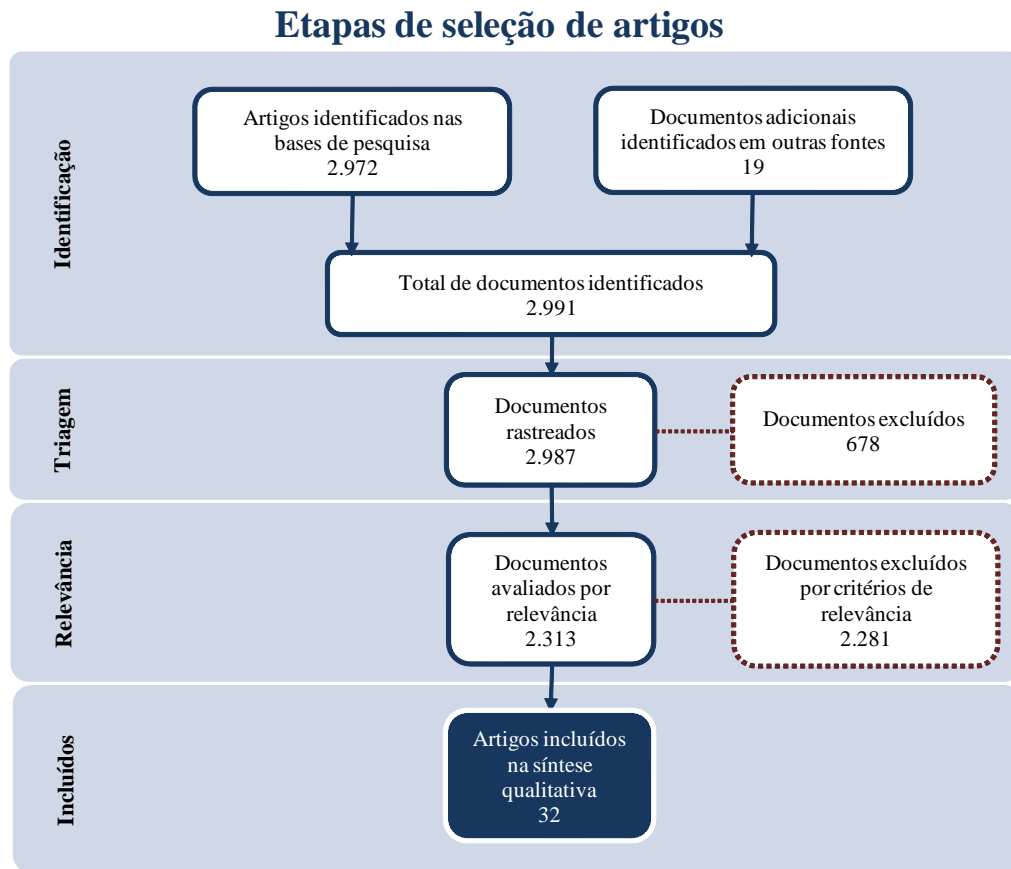 Etapas de seleção de artigos
Identificação
Artigos identificados nas
bases de pesquisa
2.972
Documentos adicionais
identificados em outras fontes
19
Total de documentos identificados
2.991
Triagem
Documentos
rastreados
2.987
Documentos excluídos
678
Relevância
Documentos
avaliados por
relevância
2.313
Documentos excluídos
por critérios de
relevância
2.281
Incluídos
Artigos incluídos
na síntese
qualitativa
32